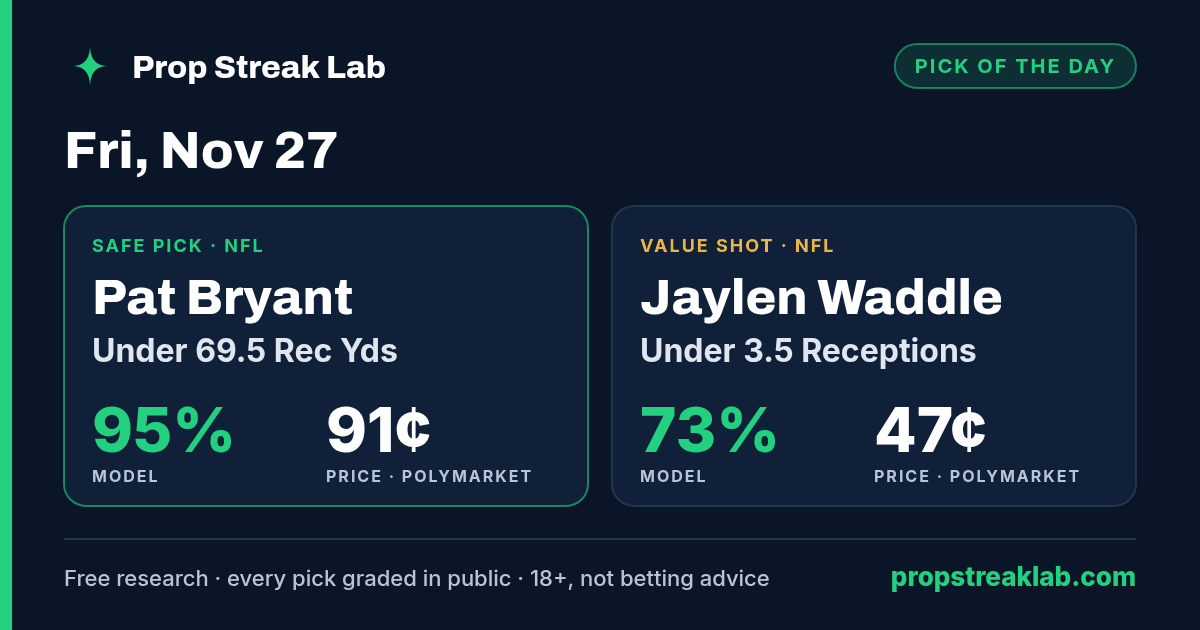 Prop Streak Lab
PICK OF THE DAY
Fri, Nov 27
SAFE PICK · NFL
Pat Bryant
Under 69.5 Rec Yds
95%
MODEL
91¢
PRICE · POLYMARKET
VALUE SHOT · NFL
Jaylen Waddle
Under 3.5 Receptions
73%
MODEL
47¢
PRICE · POLYMARKET
Free research · every pick graded in public · 18+, not betting advice
propstreaklab.com